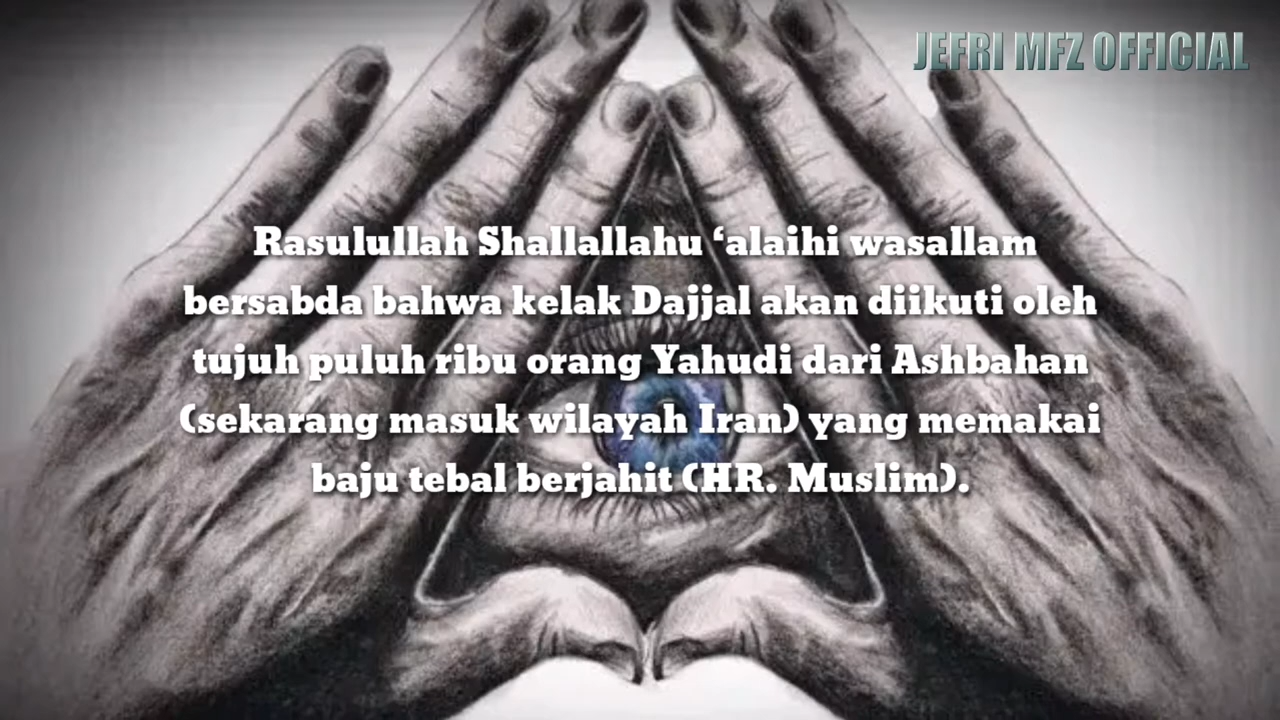 JEFRI MFZ OFFICIAL
Rasulullah Shallallahu ‘alaihi wasallam
bersabda bahwa kelak Dajjal akan diikuti oleh
tujuh puluh ribu orang Yahudi dari Ashbahan
(sekarang masuk wilayah Iran) yang memakai
baju tebal berjahit (HR. Muslim).